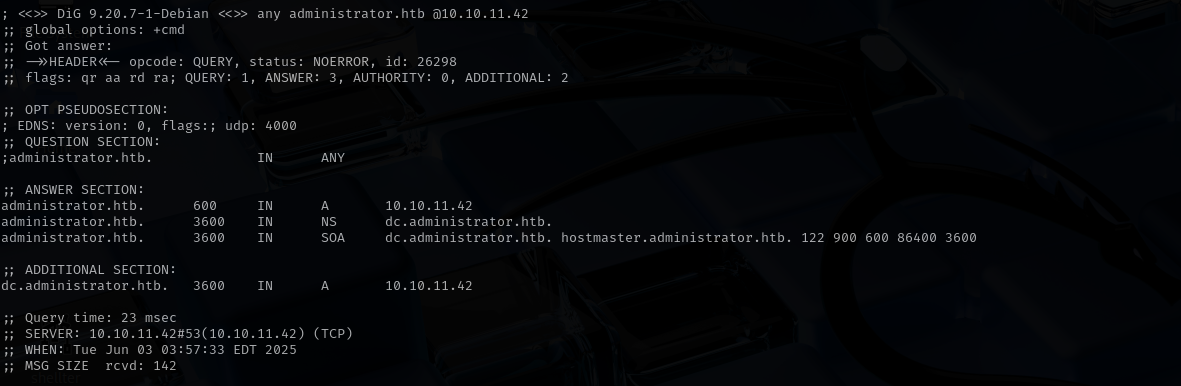 ; <<>> DiG 9.20.7-1-Debian <<>> any administrator.htb @10.10.11.42
;; global options: +cmd
;; Got answer:
;; ->>HEADER<<- opcode: QUERY, status: NOERROR, id: 26298
;; flags: qr aa rd ra; QUERY: 1, ANSWER: 3, AUTHORITY: 0, ADDITIONAL: 2
;; OPT PSEUDOSECTION:
; EDNS: version: 0, flags:; udp: 4000
;; QUESTION SECTION:
;administrator.htb. IN ANY
;; ANSWER SECTION:
administrator.htb. 600 IN A 10.10.11.42
administrator.htb. 3600 IN NS dc.administrator.htb.
administrator.htb. 3600 IN SOA dc.administrator.htb. hostmaster.administrator.htb. 122 900 600 86400 3600
;; ADDITIONAL SECTION:
dc.administrator.htb. 3600 IN A 10.10.11.42
;; Query time: 23 msec
;; SERVER: 10.10.11.42#53(10.10.11.42) (TCP)
;; WHEN: Tue Jun 03 03:57:33 EDT 2025
;; MSG SIZE rcvd: 142